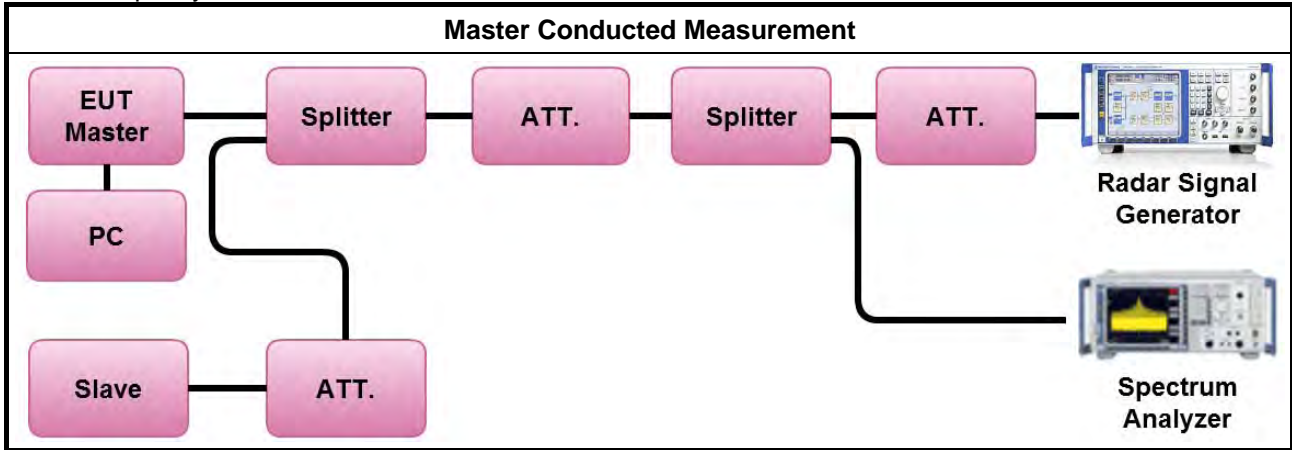 Master Conducted Measurement
EUT
Master
Splitter
ATT.
Splitter
ATT.
Radar Signal
Generator
PC
Slave
ATT.
Spectrum
Analyzer